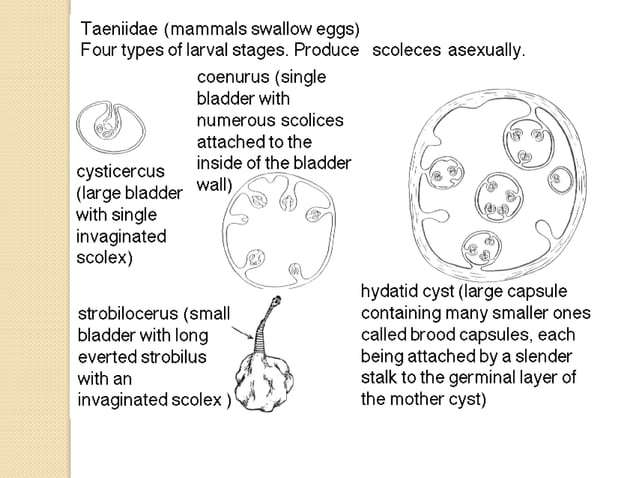 Taeniidae (mammals swallow eggs)
Four types of larval stages. Produce scoleces asexually.
coenurus (single
bladder with
numerous scolices
attached to the
inside of the bladder
wall)
cysticercus
(large bladder
with single
invaginated
scolex)
strobilocerus (small
bladder with long
everted strobilus
with an
invaginated scolex )
hydatid cyst (large capsule
containing many smaller ones
called brood capsules, each
being attached by a slender
stalk to the germinal layer of
the mother cyst)